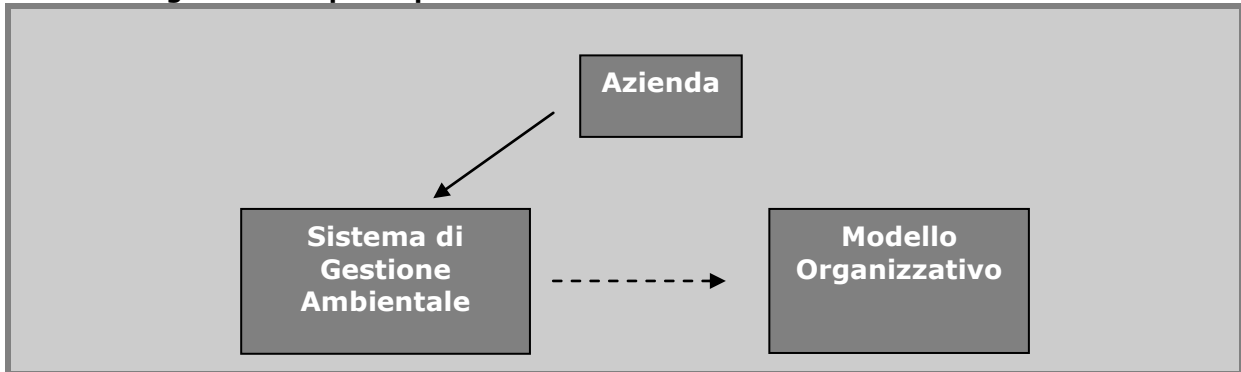 Azienda
Sistema di
Gestione
Ambientale
Modello
Organizzativo